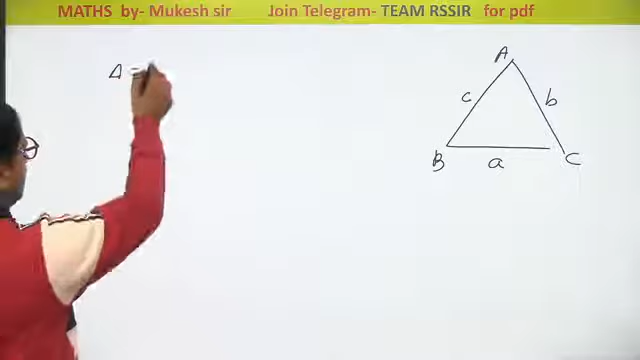 MATHS by- Mukesh sir Join Telegram- TEAM RSSIR for pdf
Δ =
A
c
b
B
a
C